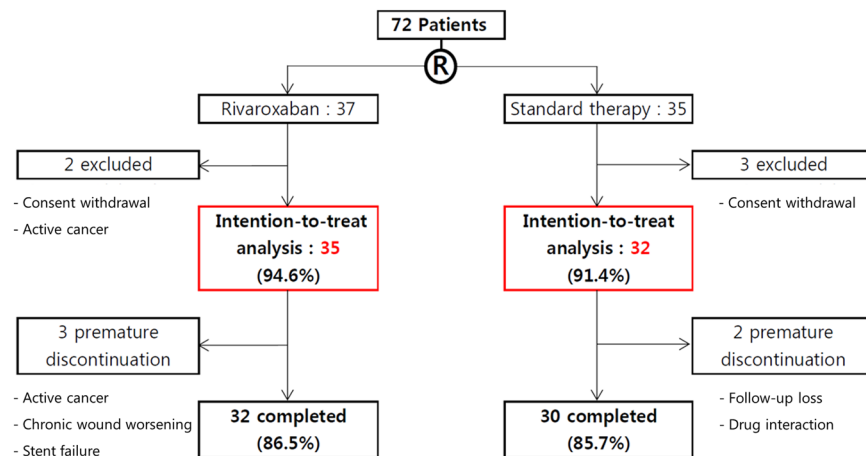 72 Patients
R
Rivaroxaban : 37
Standard therapy : 35
2 excluded
3 excluded
- Consent withdrawal
- Active cancer
- Consent withdrawal
Intention-to-treat
analysis : 35
(94.6%)
Intention-to-treat
analysis : 32
(91.4%)
3 premature
discontinuation
2 premature
discontinuation
- Active cancer
- Chronic wound worsening
- Stent failure
- Follow-up loss
- Drug interaction
32 completed
(86.5%)
30 completed
(85.7%)